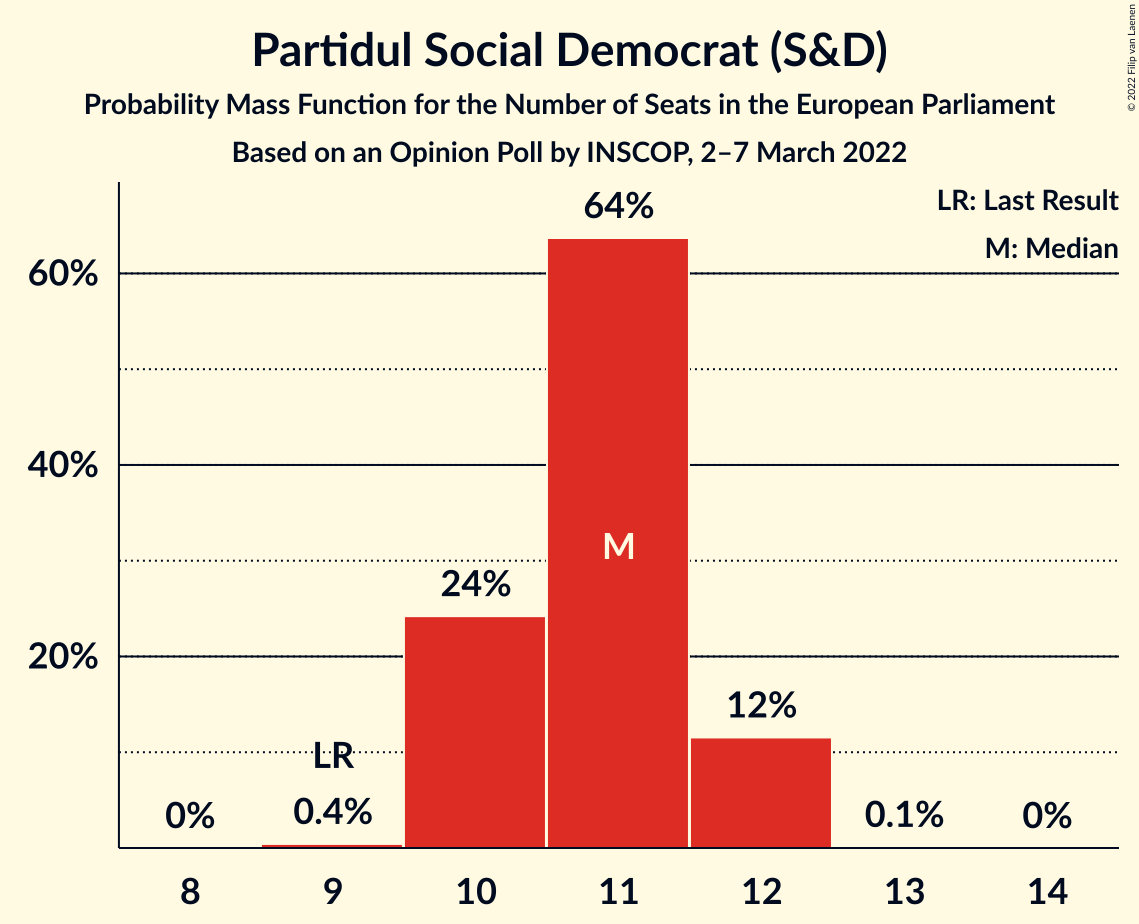 Partidul Social Democrat (S&D)
Probability Mass Function for the Number of Seats in the European Parliament
Based on an Opinion Poll by INSCOP, 2–7 March 2022
© 2022 Filip van Laenen
LR: Last Result
M: Median
60%
40%
20%
0%
LR
0.4%
24%
64%
M
12%
0.1%
0%
8 9 10 11 12 13 14